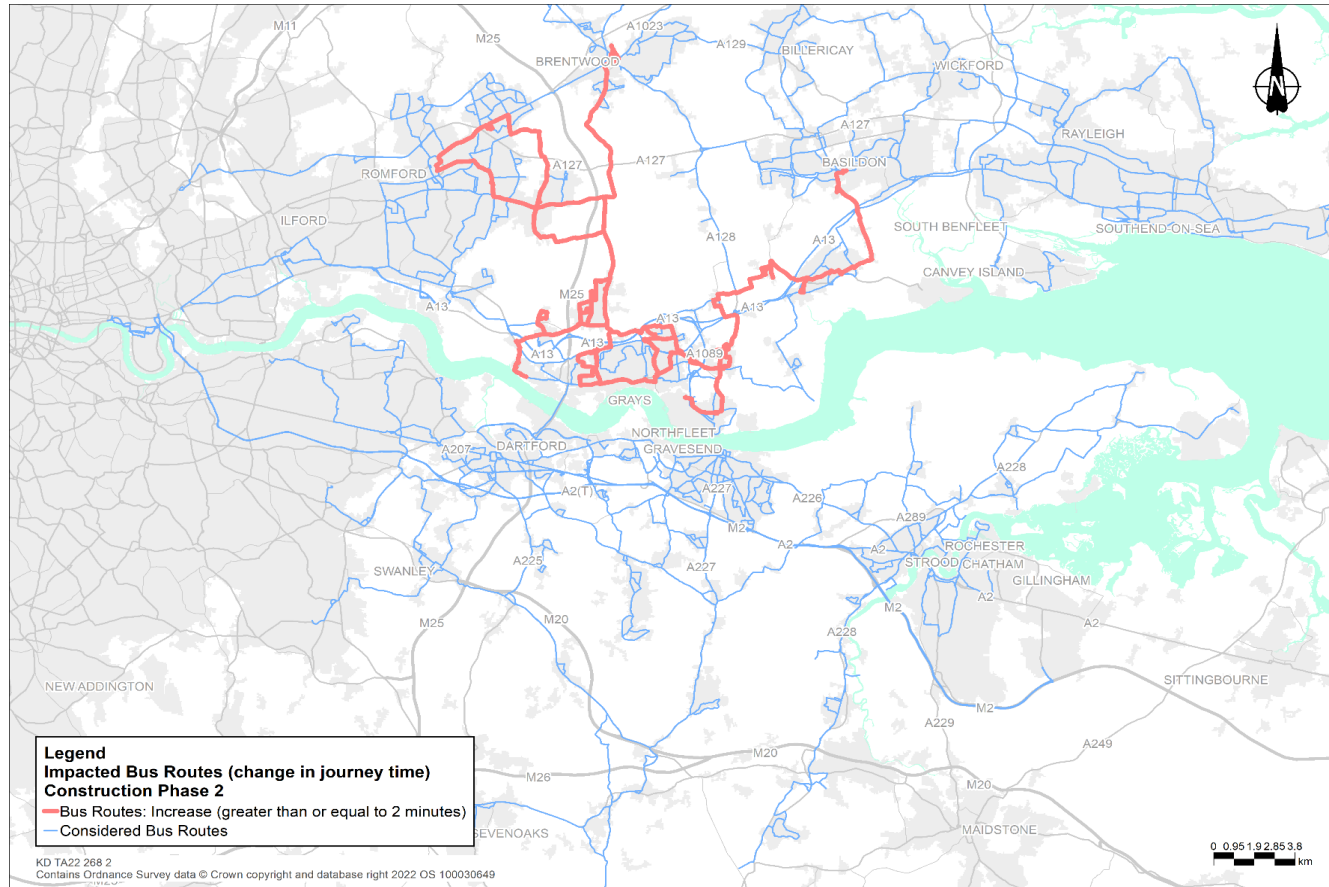 M11
A1023
M25
A129
BILLERICAY
BRENTWOOD
WICKFORD
N
A127
RAYLEIGH
A127
A127
BASILDON
ROMFORD
ILFORD
SOUTH BENFLEET
SOUTHEND-ON-SEA
A128
A13
CANVEY ISLAND
M25
A13
A13
A13
A13
A13
A1089
GRAYS
NORTHFLEET
DARTFORD
GRAVESEND
A207
A228
A2(T)
A227
A226
A289
M2
A2
A2
ROCHESTER
A225
STROOD
CHATHAM
SWANLEY
A227
GILLINGHAM
A2
M2
M25
M20
A228
A2
NEW ADDINGTON
SITTINGBOURNE
M2
A229
A249
M20
M26
M20
SEVENOAKS
MAIDSTONE
Legend
Impacted Bus Routes (change in journey time)
Construction Phase 2
Bus Routes: Increase (greater than or equal to 2 minutes)
Considered Bus Routes
0 0.95 1.9 2.85 3.8
km
KD TA22 268 2
Contains Ordnance Survey data © Crown copyright and database right 2022 OS 100030649